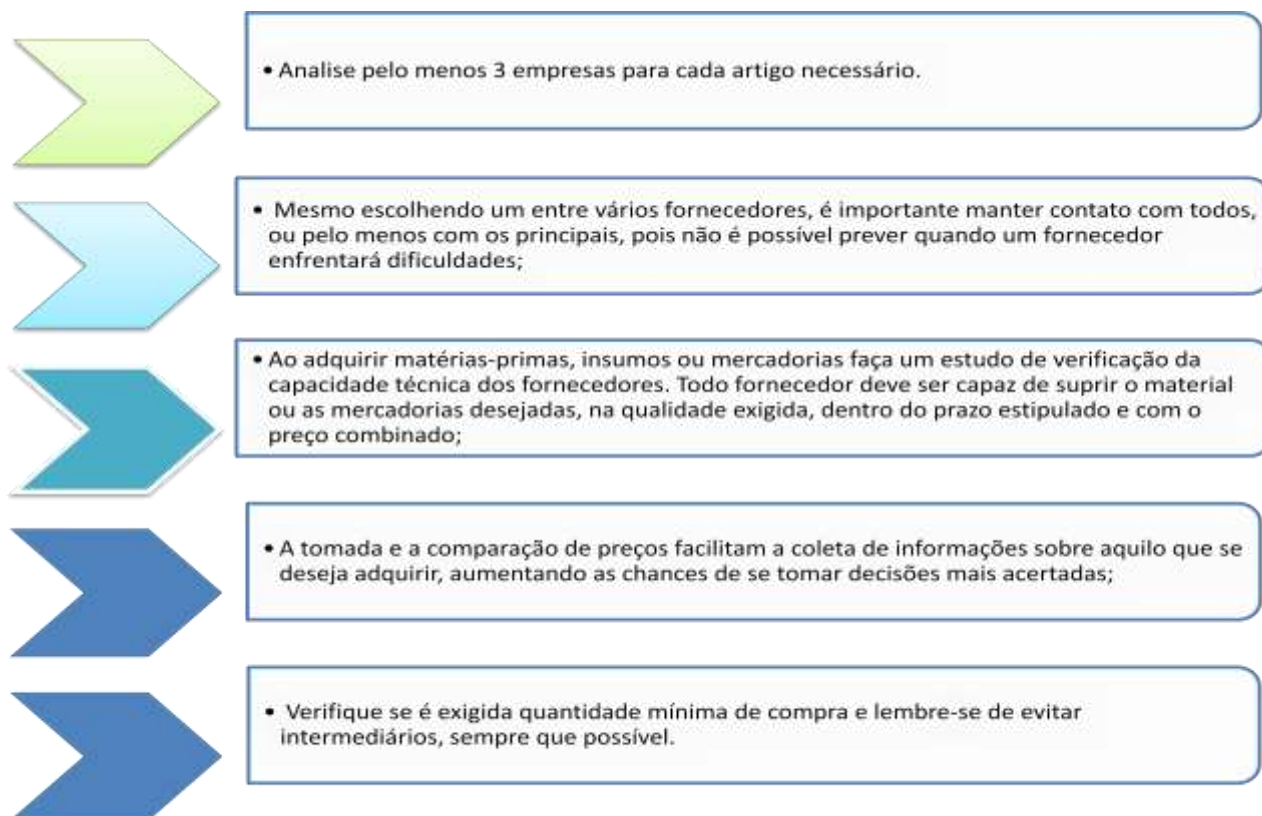 • Analise pelo menos 3 empresas para cada artigo necessário.
• Mesmo escolhendo um entre vários fornecedores, é importante manter contato com todos,
ou pelo menos com os principais, pois não é possível prever quando um fornecedor
enfrentará dificuldades;
• Ao adquirir matérias-primas, insumos ou mercadorias faça um estudo de verificação da
capacidade técnica dos fornecedores. Todo fornecedor deve ser capaz de suprir o material
ou as mercadorias desejadas, na qualidade exigida, dentro do prazo estipulado e com o
preço combinado;
• A tomada e a comparação de preços facilitam a coleta de informações sobre aquilo que se
deseja adquirir, aumentando as chances de se tomar decisões mais acertadas;
• Verifique se é exigida quantidade mínima de compra e lembre-se de evitar
intermediários, sempre que possível.